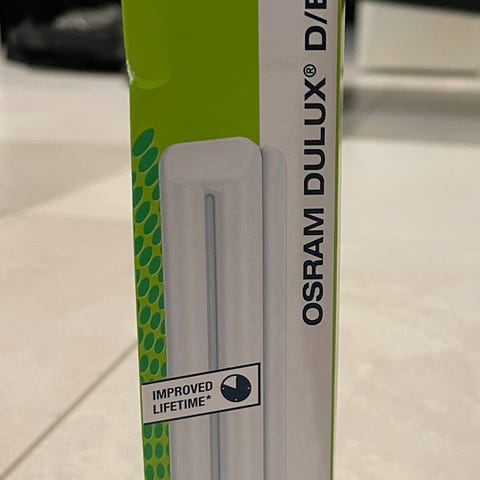 OSRAM DULUX® D/E
IMPROVED
LIFETIME*